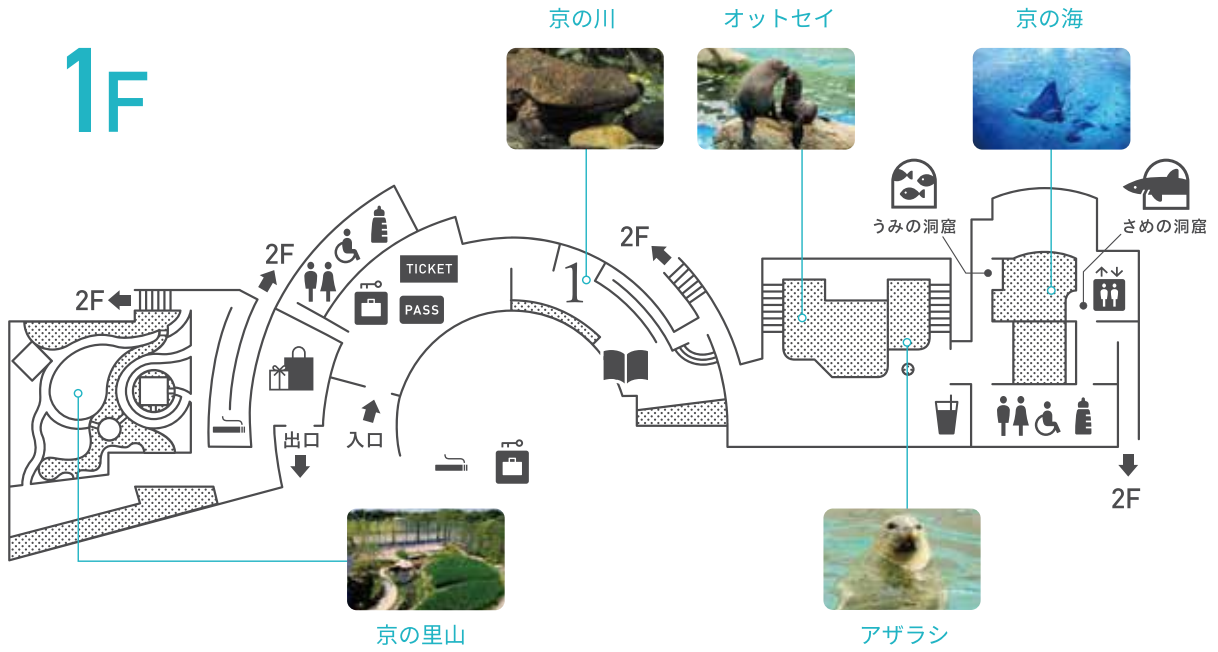 1F
京の川
オットセイ
京の海
うみの洞窟
さめの洞窟
2F
2F
2F
TICKET
PASS
1
出口
入口
2F
京の里山
アザラシ